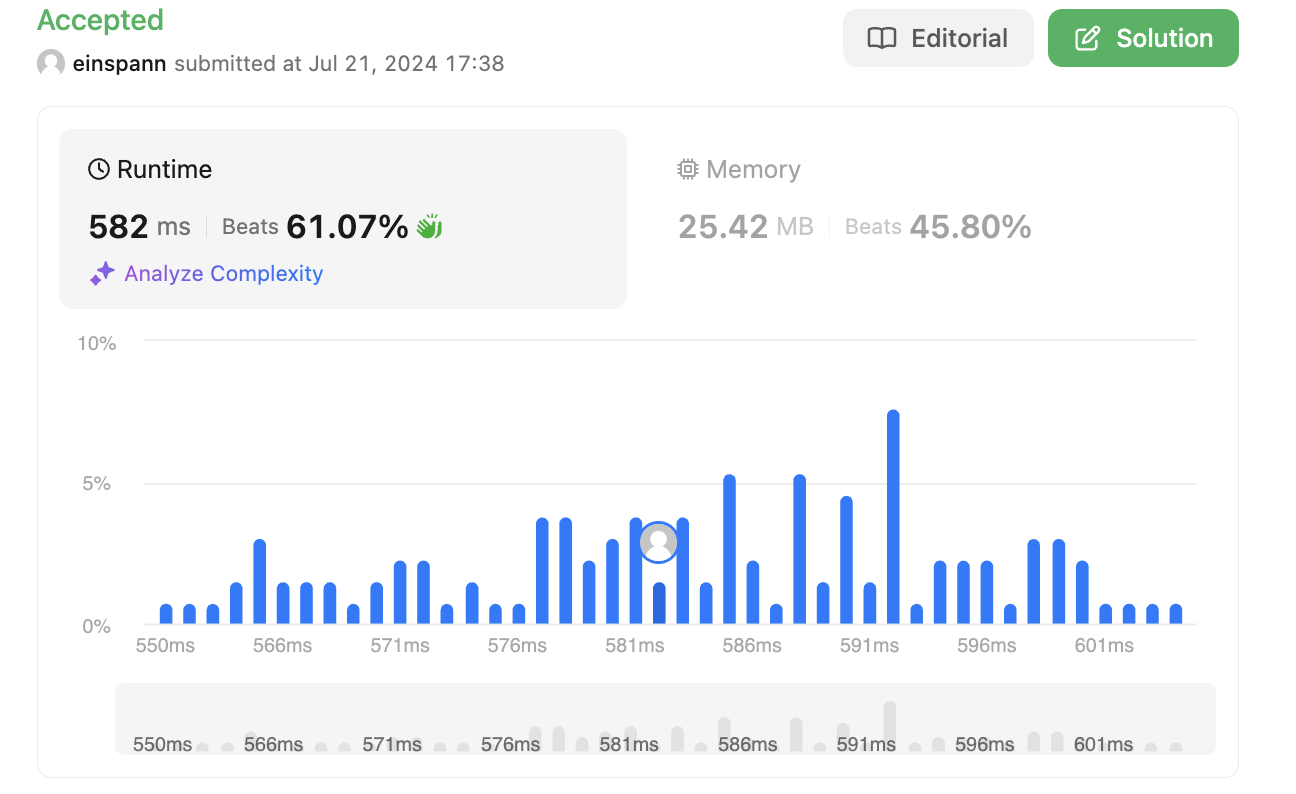 Accepted
einspann submitted at Jul 21, 2024 17:38
Editorial
Solution
Runtime
582 ms Beats 61.07%
Analyze Complexity
Memory
25.42 MB Beats 45.80%
10%
5%
0%
550ms 566ms 571ms 576ms 581ms 586ms 591ms 596ms 601ms
550ms 566ms 571ms 576ms 581ms 586ms 591ms 596ms 601ms